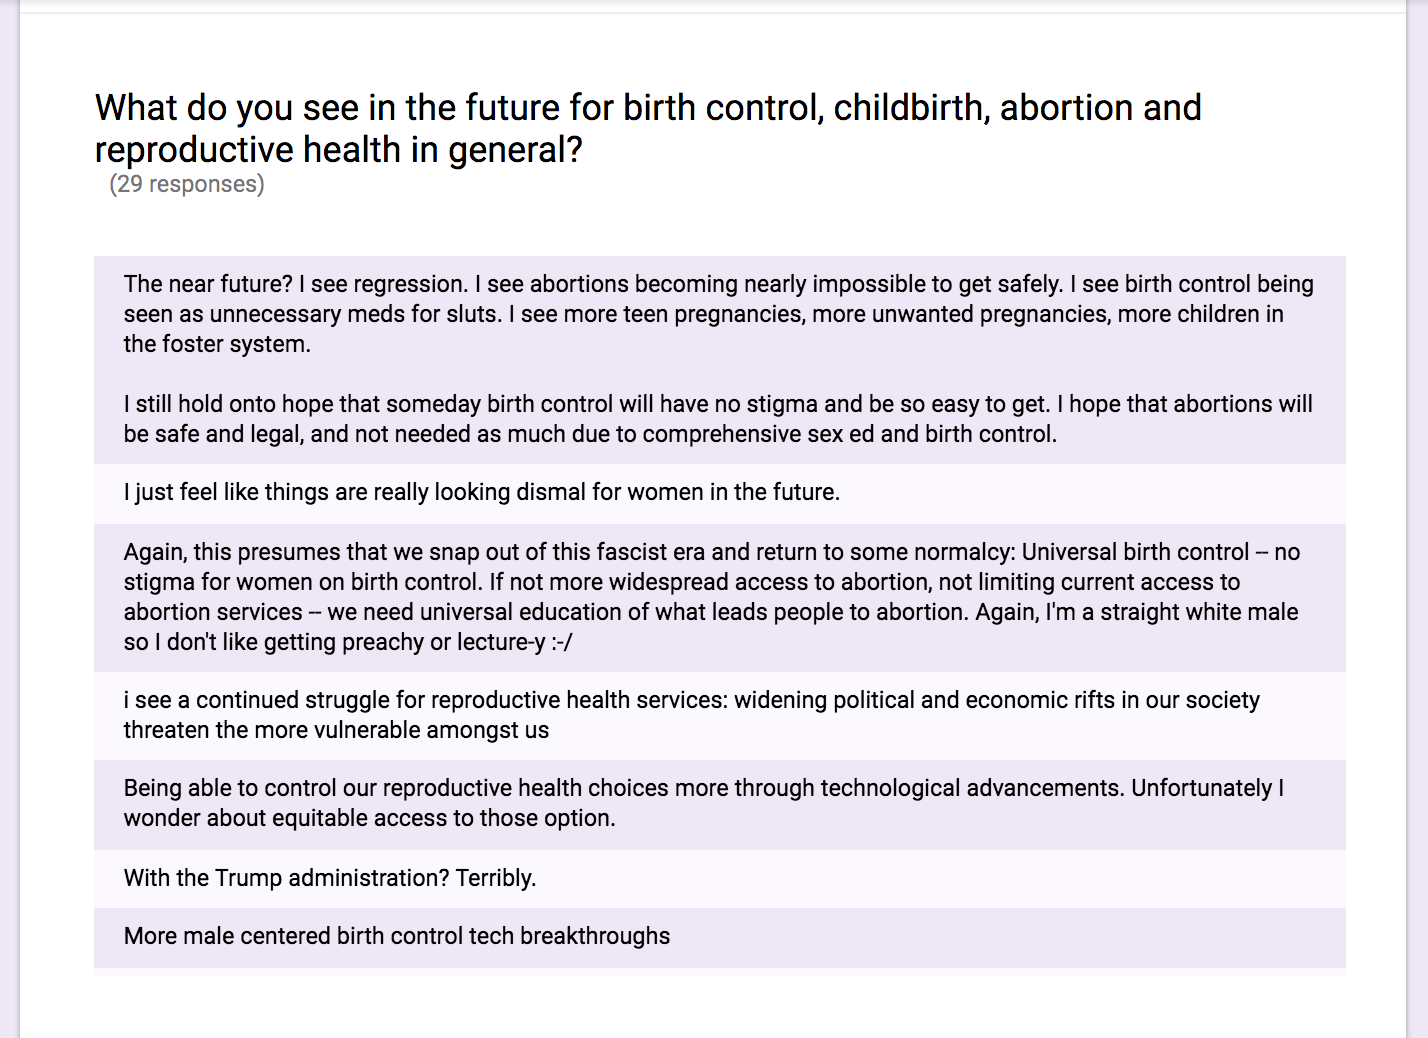 What do you see in the future for birth control, childbirth, abortion and
reproductive health in general?
(29 responses)
The near future? I see regression. I see abortions becoming nearly impossible to get safely. I see birth control being
seen as unnecessary meds for sluts. I see more teen pregnancies, more unwanted pregnancies, more children in
the foster system.
I still hold onto hope that someday birth control will have no stigma and be so easy to get. I hope that abortions will
be safe and legal, and not needed as much due to comprehensive sex ed and birth control.
I just feel like things are really looking dismal for women in the future.
Again, this presumes that we snap out of this fascist era and return to some normalcy: Universal birth control -- no
stigma for women on birth control. If not more widespread access to abortion, not limiting current access to
abortion services -- we need universal education of what leads people to abortion. Again, I'm a straight white male
so I don't like getting preachy or lecture-y :-/
i see a continued struggle for reproductive health services: widening political and economic rifts in our society
threaten the more vulnerable amongst us
Being able to control our reproductive health choices more through technological advancements. Unfortunately I
wonder about equitable access to those option.
With the Trump administration? Terribly.
More male centered birth control tech breakthroughs